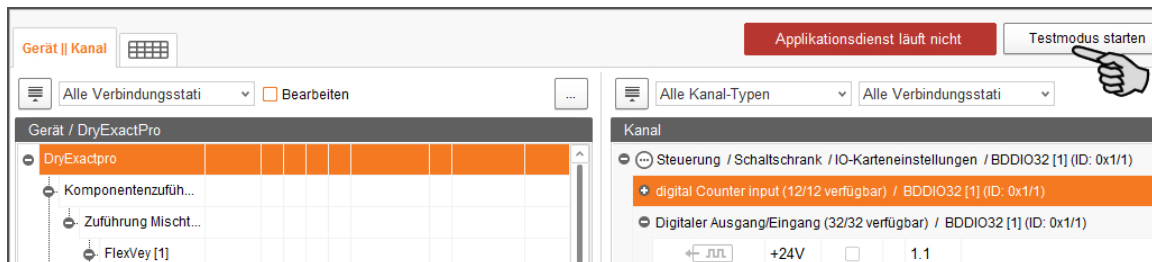 Gerät || Kanal
Applikationsdienst läuft nicht
Testmodus starten
Alle Verbindungsstati
Bearbeiten
...
Alle Kanal-Typen
Alle Verbindungsstati
Gerät / DryExactPro
Kanal
DryExactpro
Steuerung / Schaltschrank / IO-Karteneinstellungen / BDDIO32 [1] (ID: 0x1/1)
Komponentenzufüh...
digital Counter input (12/12 verfügbar) / BDDIO32 [1] (ID: 0x1/1)
Zuführung Mischt...
Digitaler Ausgang/Eingang (32/32 verfügbar) / BDDIO32 [1] (ID: 0x1/1)
FlexVey [1]
+24V
1.1